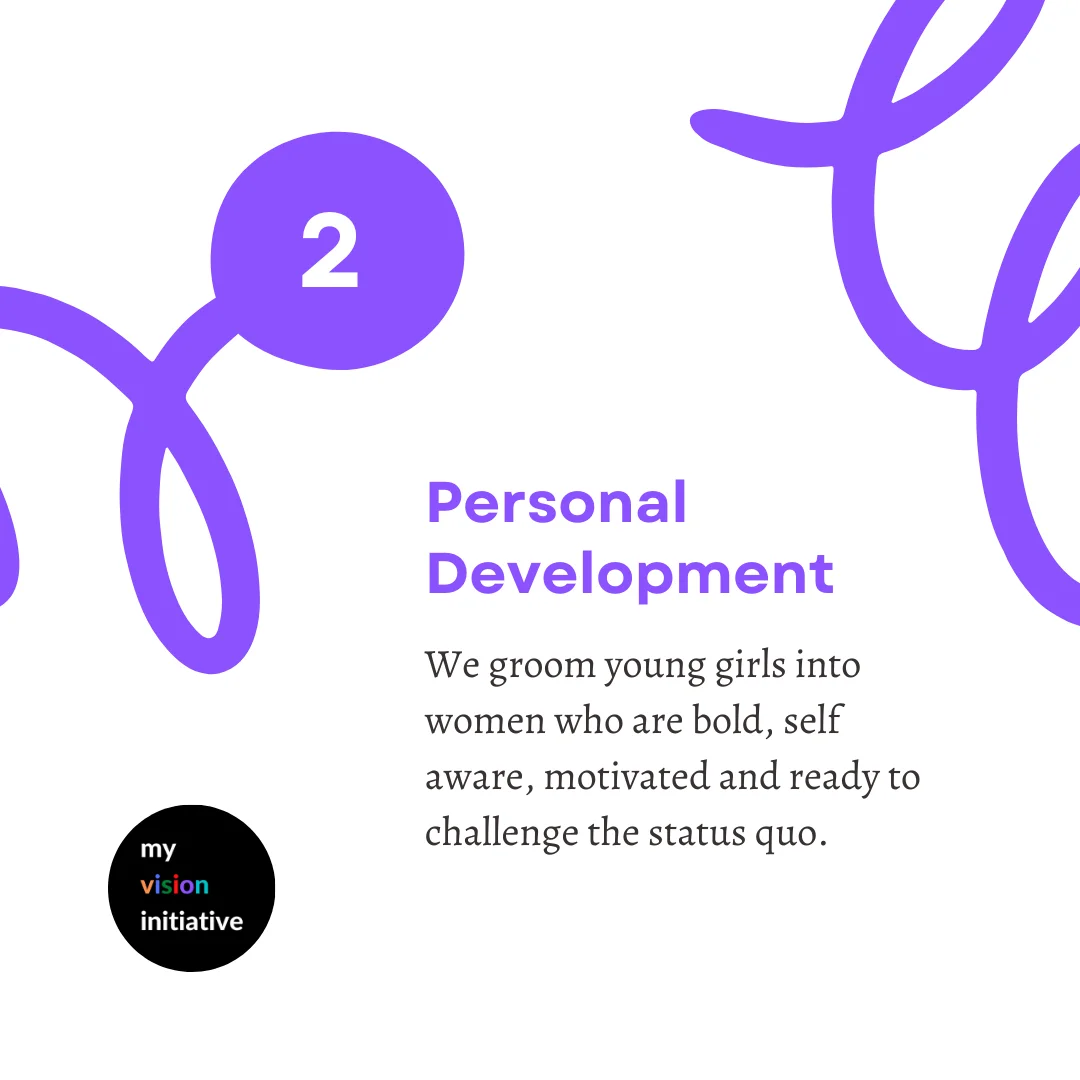 2
Personal
Development
We groom young girls into
women who are bold, self
aware, motivated and ready to
challenge the status quo.
my
vision
initiative